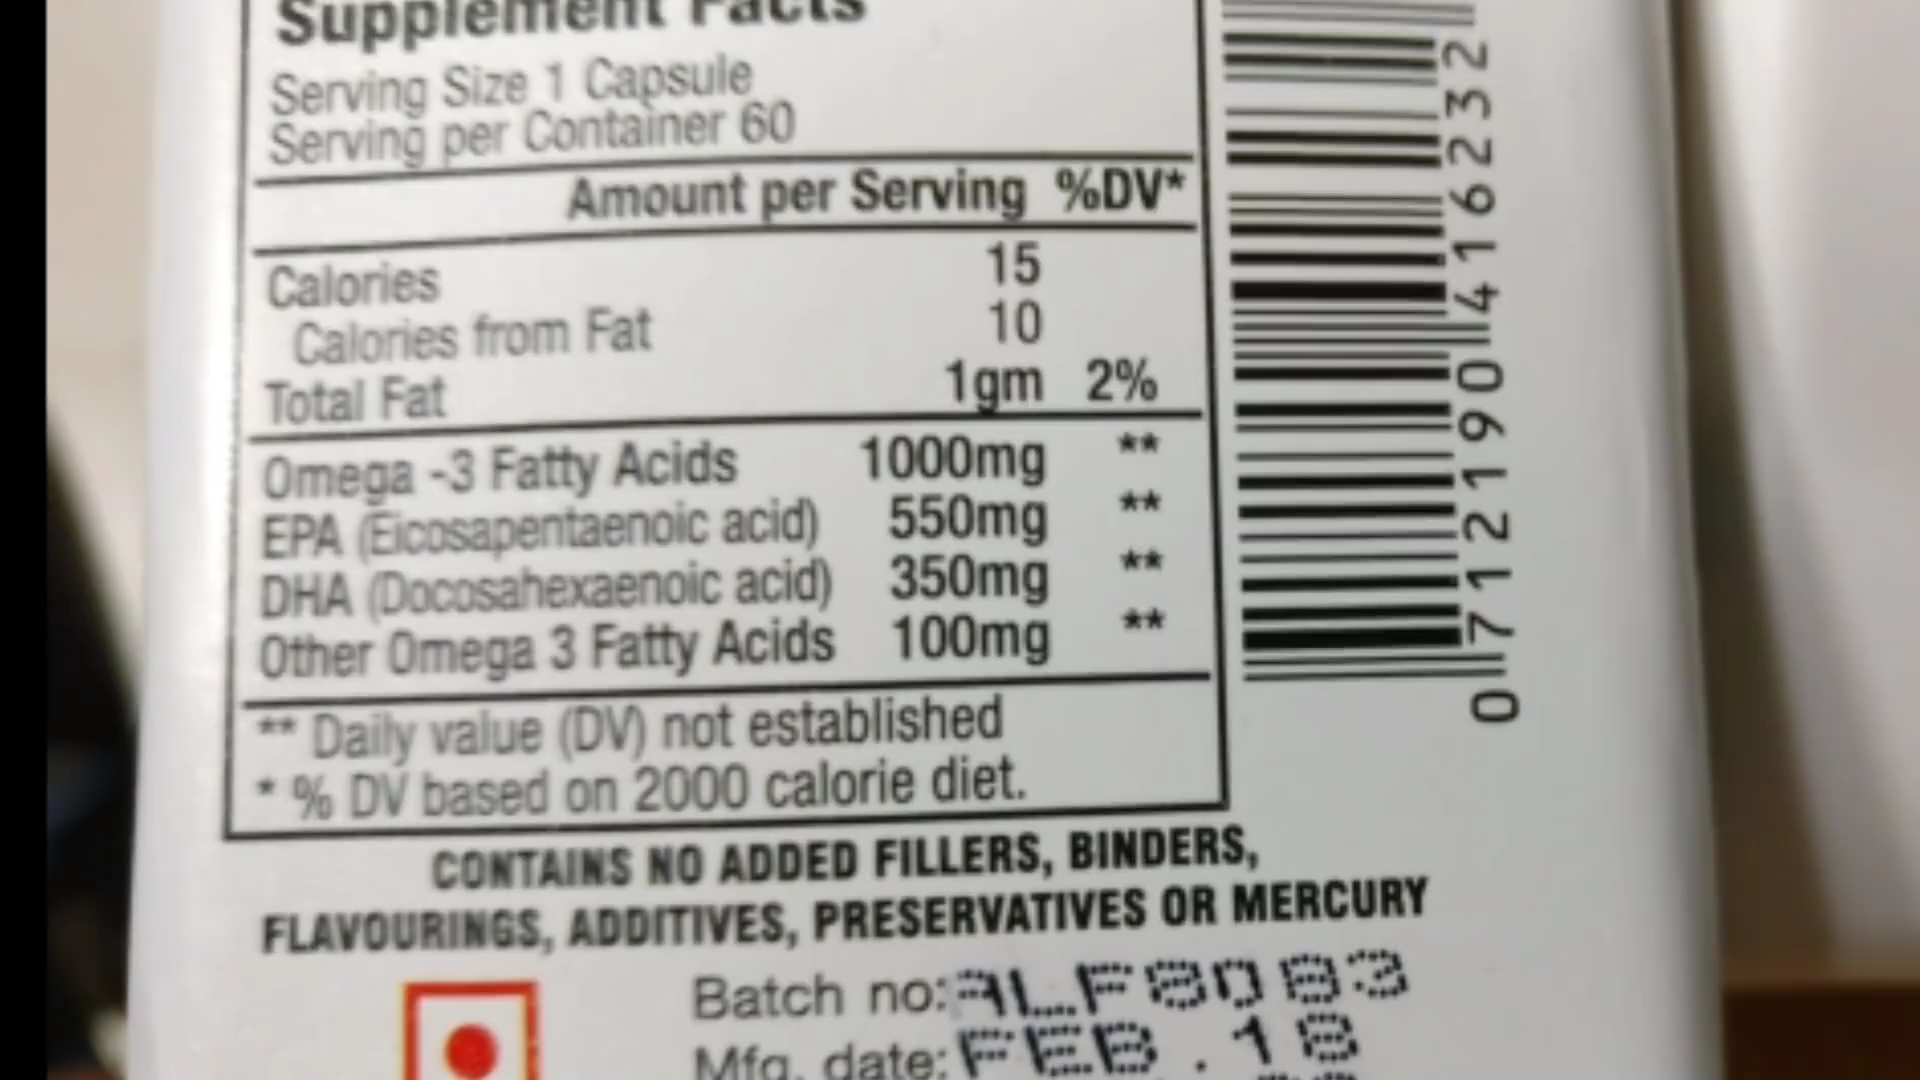 Supplement Facts
Serving Size 1 Capsule
Serving per Container 60
Amount per Serving %DV*
Calories 15
Calories from Fat 10
Total Fat 1gm 2%
Omega -3 Fatty Acids 1000mg **
EPA (Eicosapentaenoic acid) 550mg **
DHA (Docosahexaenoic acid) 350mg **
Other Omega 3 Fatty Acids 100mg **
** Daily value (DV) not established
* % DV based on 2000 calorie diet.
CONTAINS NO ADDED FILLERS, BINDERS,
FLAVOURINGS, ADDITIVES, PRESERVATIVES OR MERCURY
Batch no: ALF8083
Mfg. date: FEB.18
0 712190 416232